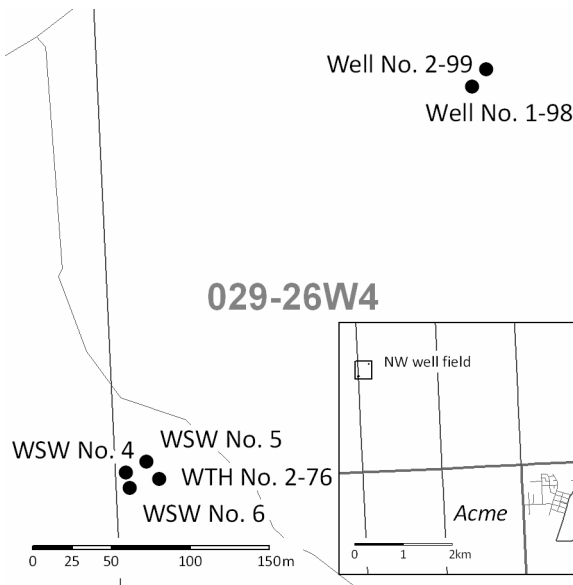 Well No. 2-99
Well No. 1-98
029-26W4
NW well field
WSW No. 5
WSW No. 4
WTH No. 2-76
WSW No. 6
Acme
0 25 50 100 150m
0 1 2km